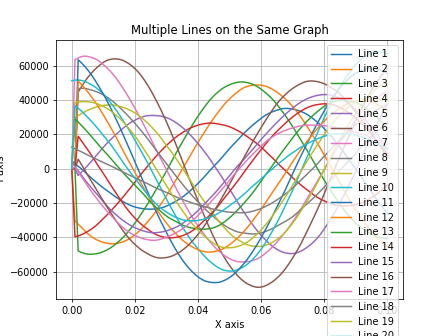 Multiple Lines on the Same Graph
60000
40000
20000
0
−20000
−40000
−60000
0.00
0.02
0.04
0.06
X axis
Line 1
Line 2
Line 3
Line 4
Line 5
Line 6
Line 7
Line 8
Line 9
Line 10
Line 11
Line 12
Line 13
Line 14
Line 15
Line 16
Line 17
Line 18
Line 19
Line 20